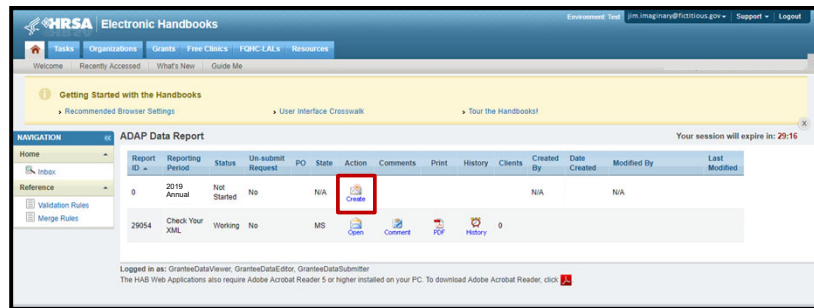 HRSA Electronic Handbooks
Environment Test jim.imaginary@fictitious.gov Support Logout
Tasks Organizations Grants Free Clinics FQHC-LALs Resources
Welcome Recently Accessed What's New Guide Me
Getting Started with the Handbooks
Recommended Browser Settings User Interface Crosswalk Tour the Handbooks!
X
NAVIGATION << ADAP Data Report Your session will expire in: 29:16
Home
Inbox
Reference
Validation Rules
Merge Rules
Report ID Reporting Period Status Un-submit Request PO State Action Comments Print History Clients Created By Date Created Modified By Last Modified
0 2019 Annual Not Started No N/A Create N/A N/A
29054 Check Your XML Working No MS Open Comment PDF History 0
Logged in as: GranteeDataViewer, GranteeDataEditor, GranteeDataSubmitter
The HAB Web Applications also require Adobe Acrobat Reader 5 or higher installed on your PC. To download Adobe Acrobat Reader, click